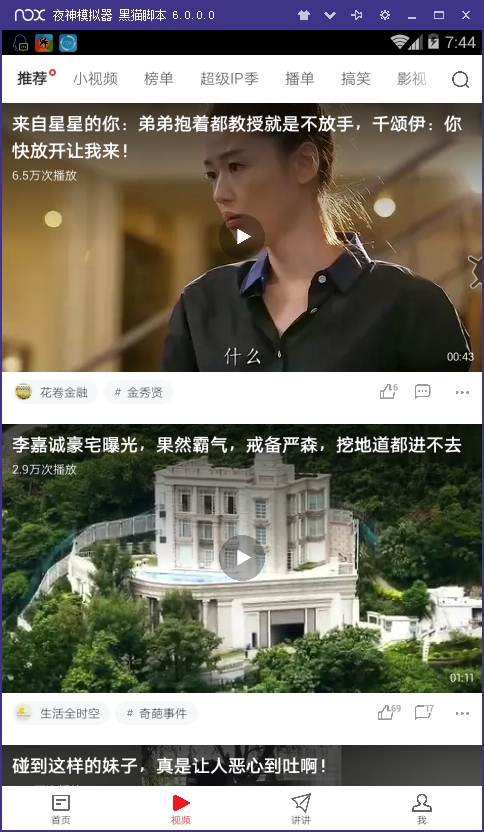 nox 夜神模拟器 黑猫脚本 6.0.0.0
7:44
推荐 小视频 榜单 超级IP季 播单 搞笑 影视
来自星星的你：弟弟抱着都教授就是不放手，千颂伊：你
快放开让我来！
6.5万次播放
什么
00:43
花卷金融 # 金秀贤 6
李嘉诚豪宅曝光，果然霸气，戒备严森，挖地道都进不去
2.9万次播放
01:11
生活全时空 # 奇葩事件 69 17
碰到这样的妹子，真是让人恶心到吐啊！
首页 视频 讲讲 我